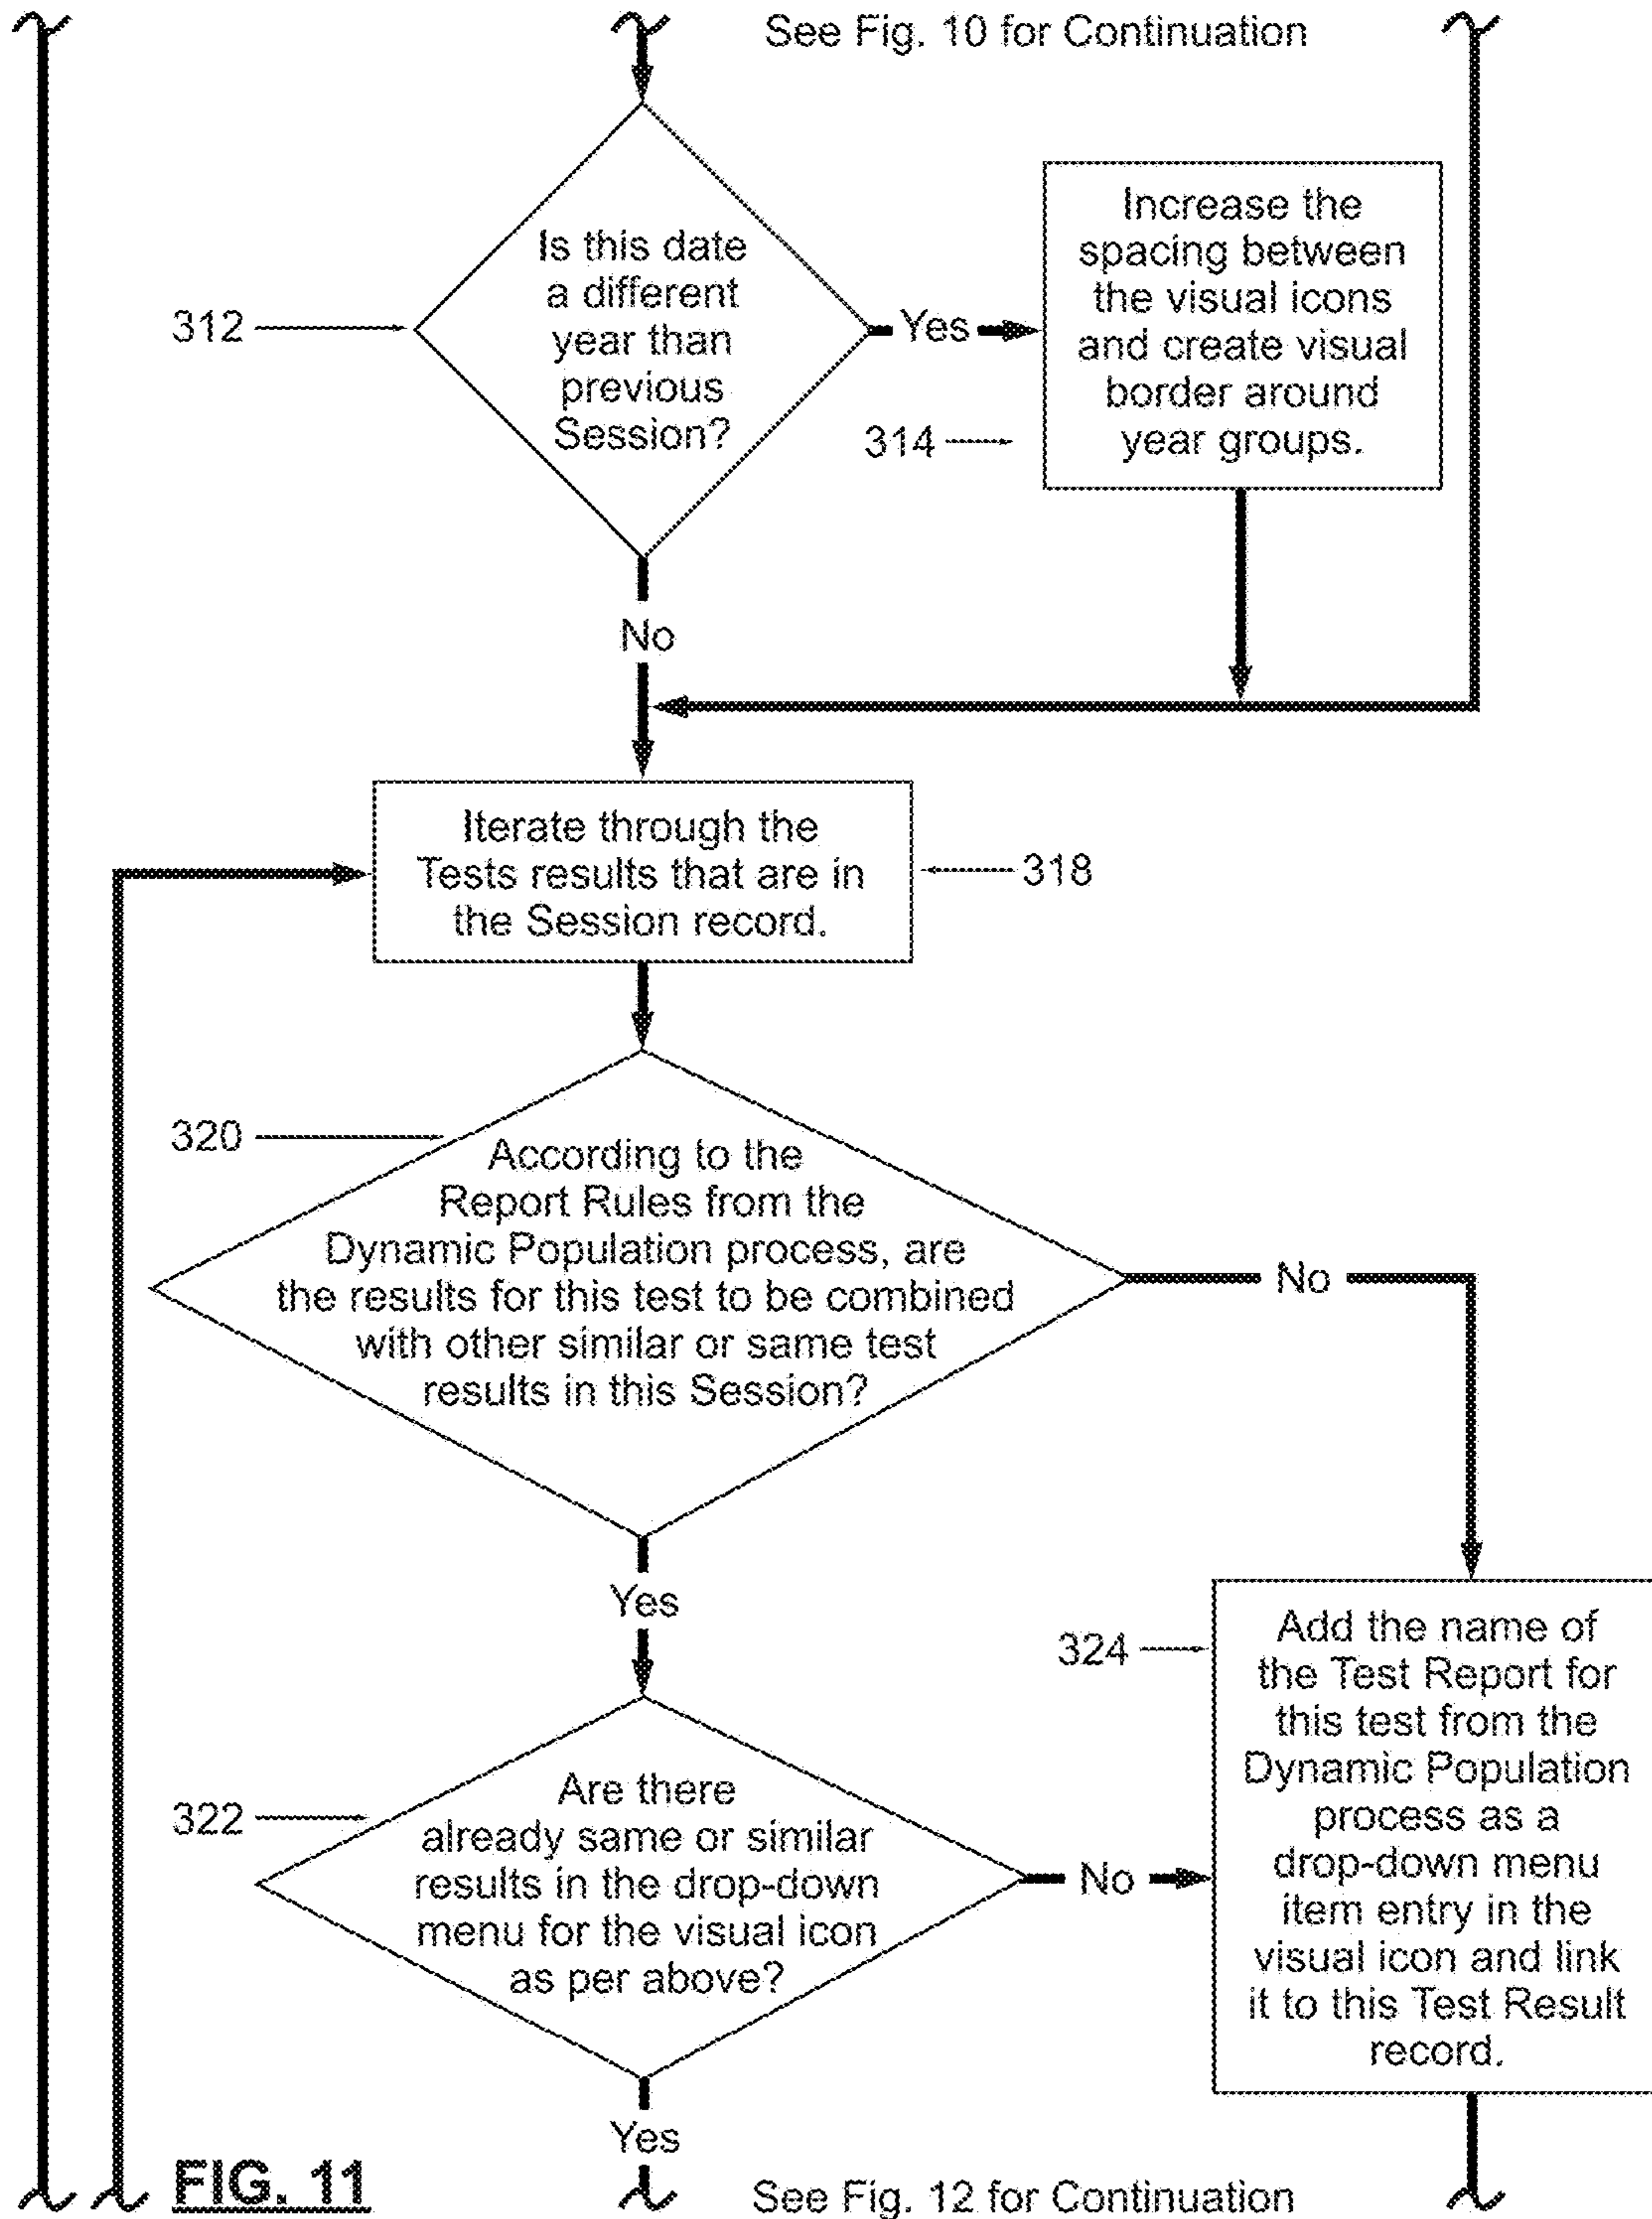 See Fig. 10 for Continuation
Is this date
a different
year than
previous
Session?
312
Yes
Increase the
spacing between
the visual icons
and create visual
border around
year groups.
314
No
Iterate through the
Tests results that are in
the Session record.
318
320
According to the
Report Rules from the
Dynamic Population process, are
the results for this test to be combined
with other similar or same test
results in this Session?
No
Yes
324
Add the name of
the Test Report for
this test from the
Dynamic Population
process as a
drop-down menu
item entry in the
visual icon and link
it to this Test Result
record.
322
Are there
already same or similar
results in the drop-down
menu for the visual icon
as per above?
No
Yes
FIG. 11
See Fig. 12 for Continuation